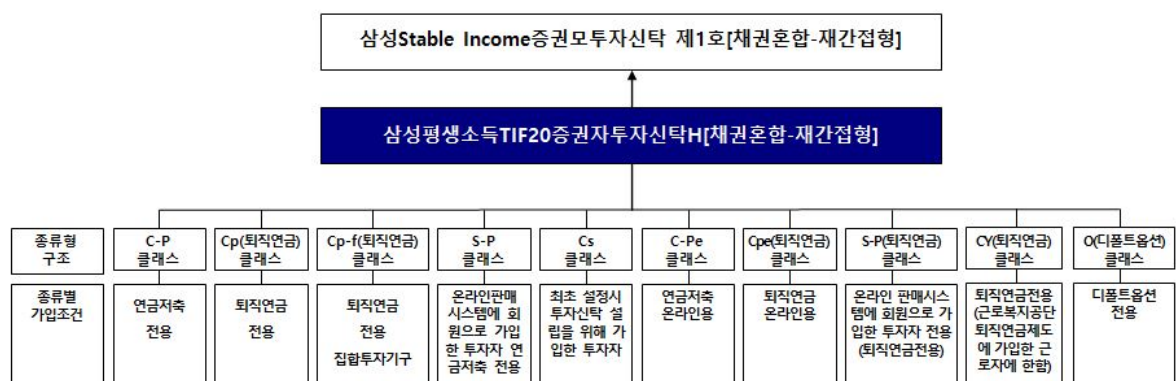 삼성Stable Income증권모투자신탁 제1호[채권혼합-재간접형]
삼성평생소득TIF20증권자투자신탁H[채권혼합-재간접형]
종류형
구조
C-P
클래스
Cp(퇴직연금)
클래스
Cp-f(퇴직연금)
클래스
S-P
클래스
Cs
클래스
C-Pe
클래스
Cpe(퇴직연금)
클래스
S-P(퇴직연금)
클래스
CY(퇴직연금)
클래스
O(디폴트옵션)
클래스
종류별
가입조건
연금저축
전용
퇴직연금
전용
퇴직연금
전용
집합투자기구
온라인판매
시스템에 회
원으로 가입
한 투자자 연
금저축 전용
최초 설정시
투자신탁 설
립을 위해 가
입한 투자자
연금저축
온라인용
퇴직연금
온라인용
온라인 판매시스
템에 회원으로 가
입한 투자자 전용
(퇴직연금전용)
퇴직연금전용
(근로복지공단
퇴직연금제도
에 가입한 근
로자에 한함)
디폴트옵션
전용